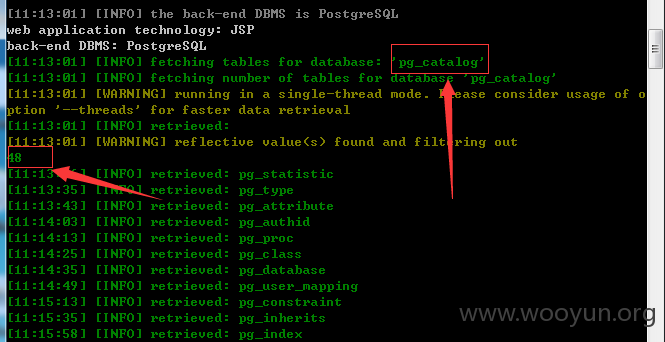 [11:13:01] [INFO] the back-end DBMS is PostgreSQL
web application technology: JSP
back-end DBMS: PostgreSQL
[11:13:01] [INFO] fetching tables for database: 'pg_catalog'
[11:13:01] [INFO] fetching number of tables for database 'pg_catalog'
[11:13:01] [WARNING] running in a single-thread mode. Please consider usage of o
ption '--threads' for faster data retrieval
[11:13:01] [INFO] retrieved:
[11:13:01] [WARNING] reflective value(s) found and filtering out
48
[11:13: [INFO] retrieved: pg_statistic
[11:13:35] [INFO] retrieved: pg_type
[11:13:43] [INFO] retrieved: pg_attribute
[11:14:03] [INFO] retrieved: pg_authid
[11:14:13] [INFO] retrieved: pg_proc
[11:14:25] [INFO] retrieved: pg_class
[11:14:35] [INFO] retrieved: pg_database
[11:14:49] [INFO] retrieved: pg_user_mapping
[11:15:13] [INFO] retrieved: pg_constraint
[11:15:35] [INFO] retrieved: pg_inherits
[11:15:58] [INFO] retrieved: pg_index
www.wooyun.org